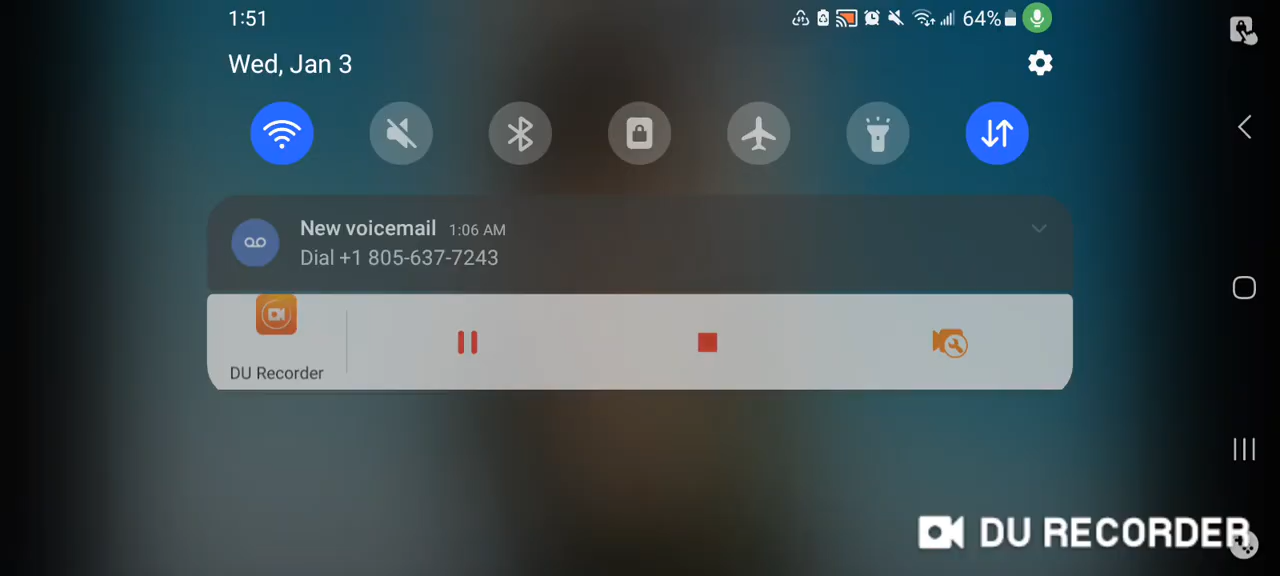 1:51
64%
Wed, Jan 3
New voicemail 1:06 AM
Dial +1 805-637-7243
DU Recorder
DU RECORDER